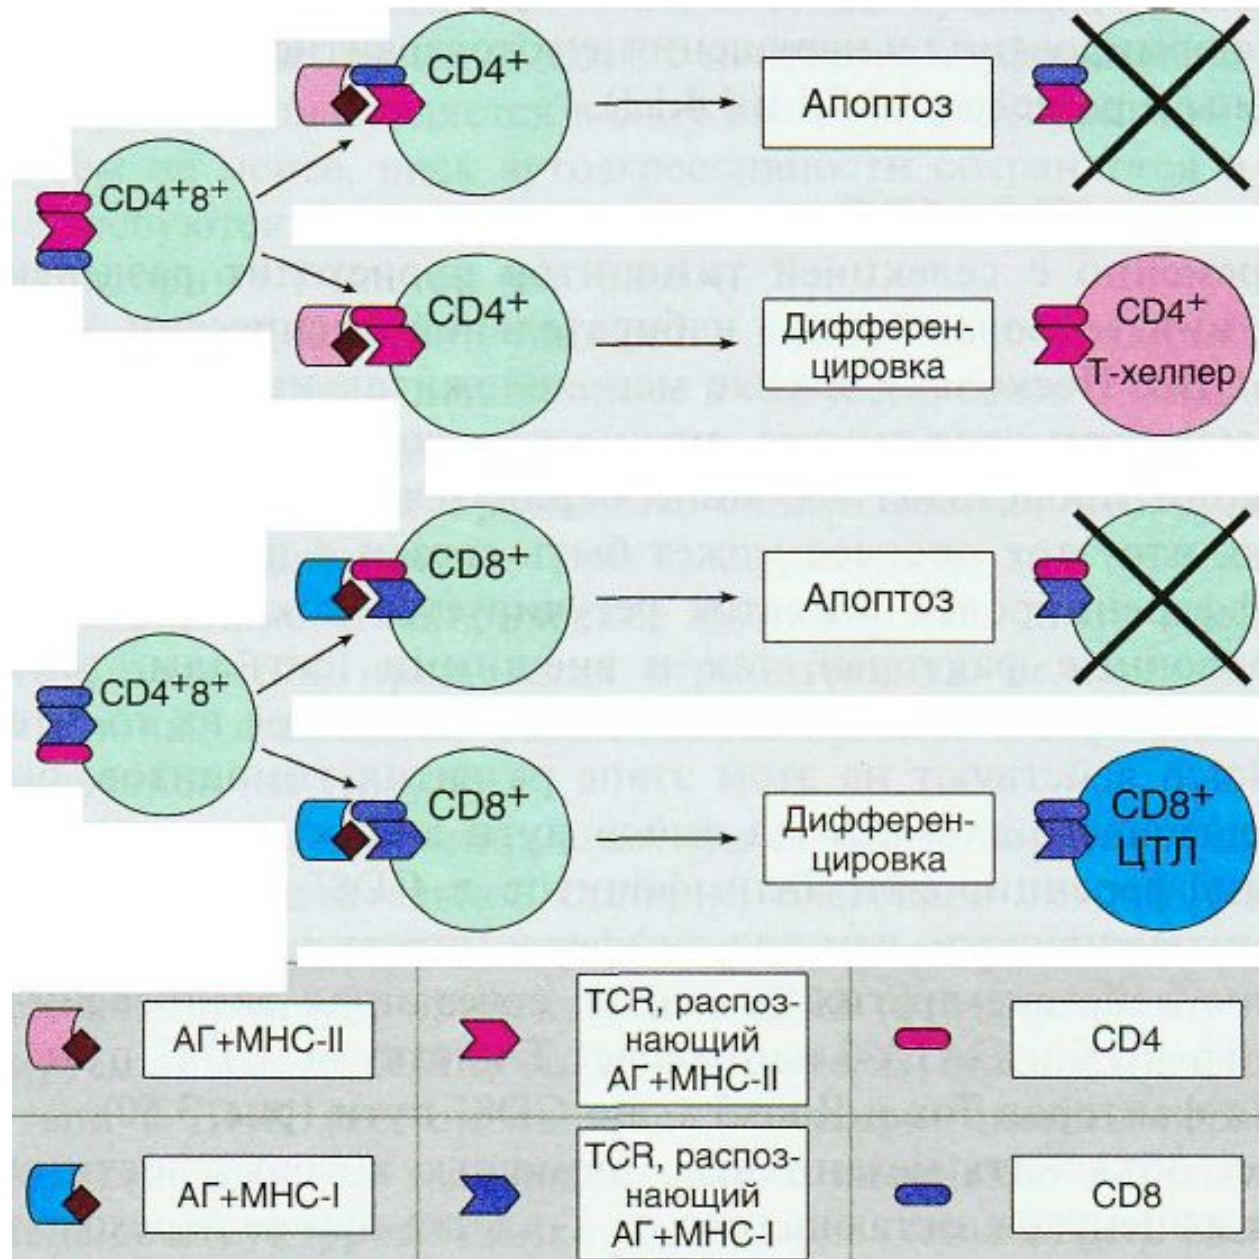 CD4+
Апоптоз
CD4+8+
CD4+
Дифферен-
цировка
CD4+
Т-хелпер
CD8+
Апоптоз
CD4+8+
CD8+
Дифферен-
цировка
CD8+
ЦТЛ
АГ+МНС-II
TCR, распоз-
нающий
АГ+МНС-II
CD4
АГ+МНС-I
TCR, распоз-
нающий
АГ+МНС-I
CD8